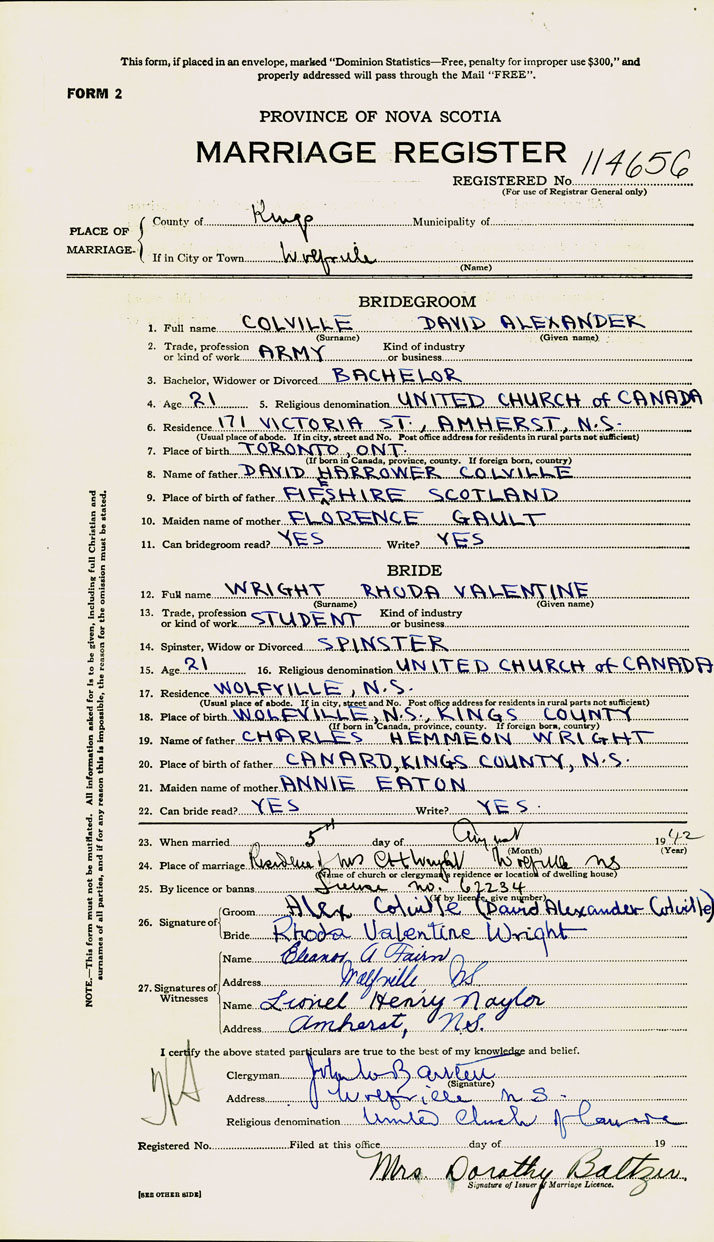 This form, if placed in an envelope, marked "Dominion Statistics—Free, penalty for improper use $300," and
properly addressed will pass through the Mail "FREE".
FORM 2
PROVINCE OF NOVA SCOTIA
MARRIAGE REGISTER
114656
REGISTERED No.
(For use of Registrar General only)
PLACE OF MARRIAGE
County of Kings Municipality of
If in City or Town Wolfville
(Name)
BRIDEGROOM
1. Full name COLVILLE DAVID ALEXANDER
(Surname) (Given name)
2. Trade, profession or kind of work ARMY Kind of industry or business
3. Bachelor, Widower or Divorced BACHELOR
4. Age 21 5. Religious denomination UNITED CHURCH of CANADA
6. Residence 171 VICTORIA ST., AMHERST, N.S.
(Usual place of abode. If in city, street and No. Post office address for residents in rural parts not sufficient)
7. Place of birth TORONTO, ONT.
(If born in Canada, province, county. If foreign born, country)
8. Name of father DAVID HARROWER COLVILLE
9. Place of birth of father FIFESHIRE SCOTLAND
10. Maiden name of mother FLORENCE GAULT
11. Can bridegroom read? YES Write? YES
BRIDE
12. Full name WRIGHT RHODA VALENTINE
(Surname) (Given name)
13. Trade, profession or kind of work STUDENT Kind of industry or business
14. Spinster, Widow or Divorced SPINSTER
15. Age 21 16. Religious denomination UNITED CHURCH of CANADA
17. Residence WOLFVILLE, N.S.
(Usual place of abode. If in city, street and No. Post office address for residents in rural parts not sufficient)
18. Place of birth WOLFVILLE, N.S., KINGS COUNTY
(If born in Canada, province, county. If foreign born, country)
19. Name of father CHARLES HEMMEON WRIGHT
20. Place of birth of father CANARD, KING'S COUNTY, N.S.
21. Maiden name of mother ANNIE EATON
22. Can bride read? YES Write? YES.
23. When married 5th day of August 1942
(Month) (Year)
24. Place of marriage Residence of Mrs CH Wright Wolfville NS
(Name of church or clergyman's residence or location of dwelling house)
25. By licence or banns License no. 67234
(If by licence, give number)
26. Signature of
Groom Alex Colville (David Alexander Colville)
Bride Rhoda Valentine Wright
27. Signatures of Witnesses
Name Eleanor A Fairn
Address Wolfville NS
Name Lionel Henry Naylor
Address Amherst, N.S.
I certify the above stated particulars are true to the best of my knowledge and belief.
Clergyman John W
(Signature)
Address Wolfville N.S.
Religious denomination United Church of Canada
Registered No. Filed at this office day of 19
Mrs. Dorothy Baltzer
Signature of Issuer of Marriage Licence.
[SEE OTHER SIDE]
NOTE.—This form must not be mutilated. All information asked for is to be given, including full Christian and
surnames of all parties, and if for any reason this is impossible, the reason for the omission must be stated.